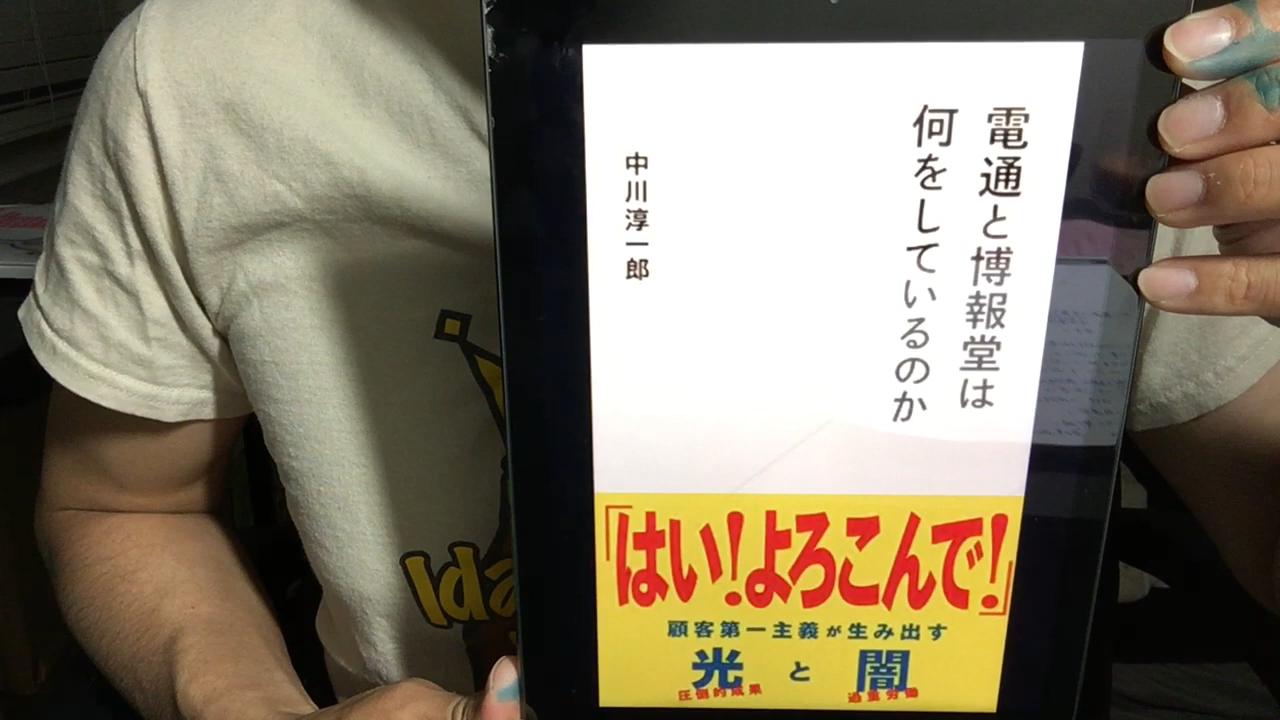 電通と博報堂は
何をしているのか
中川淳一郎
「はい!よろこんで!」
顧客第一主義が生み出す
光と闇
圧倒的成果
過重労働
Ida